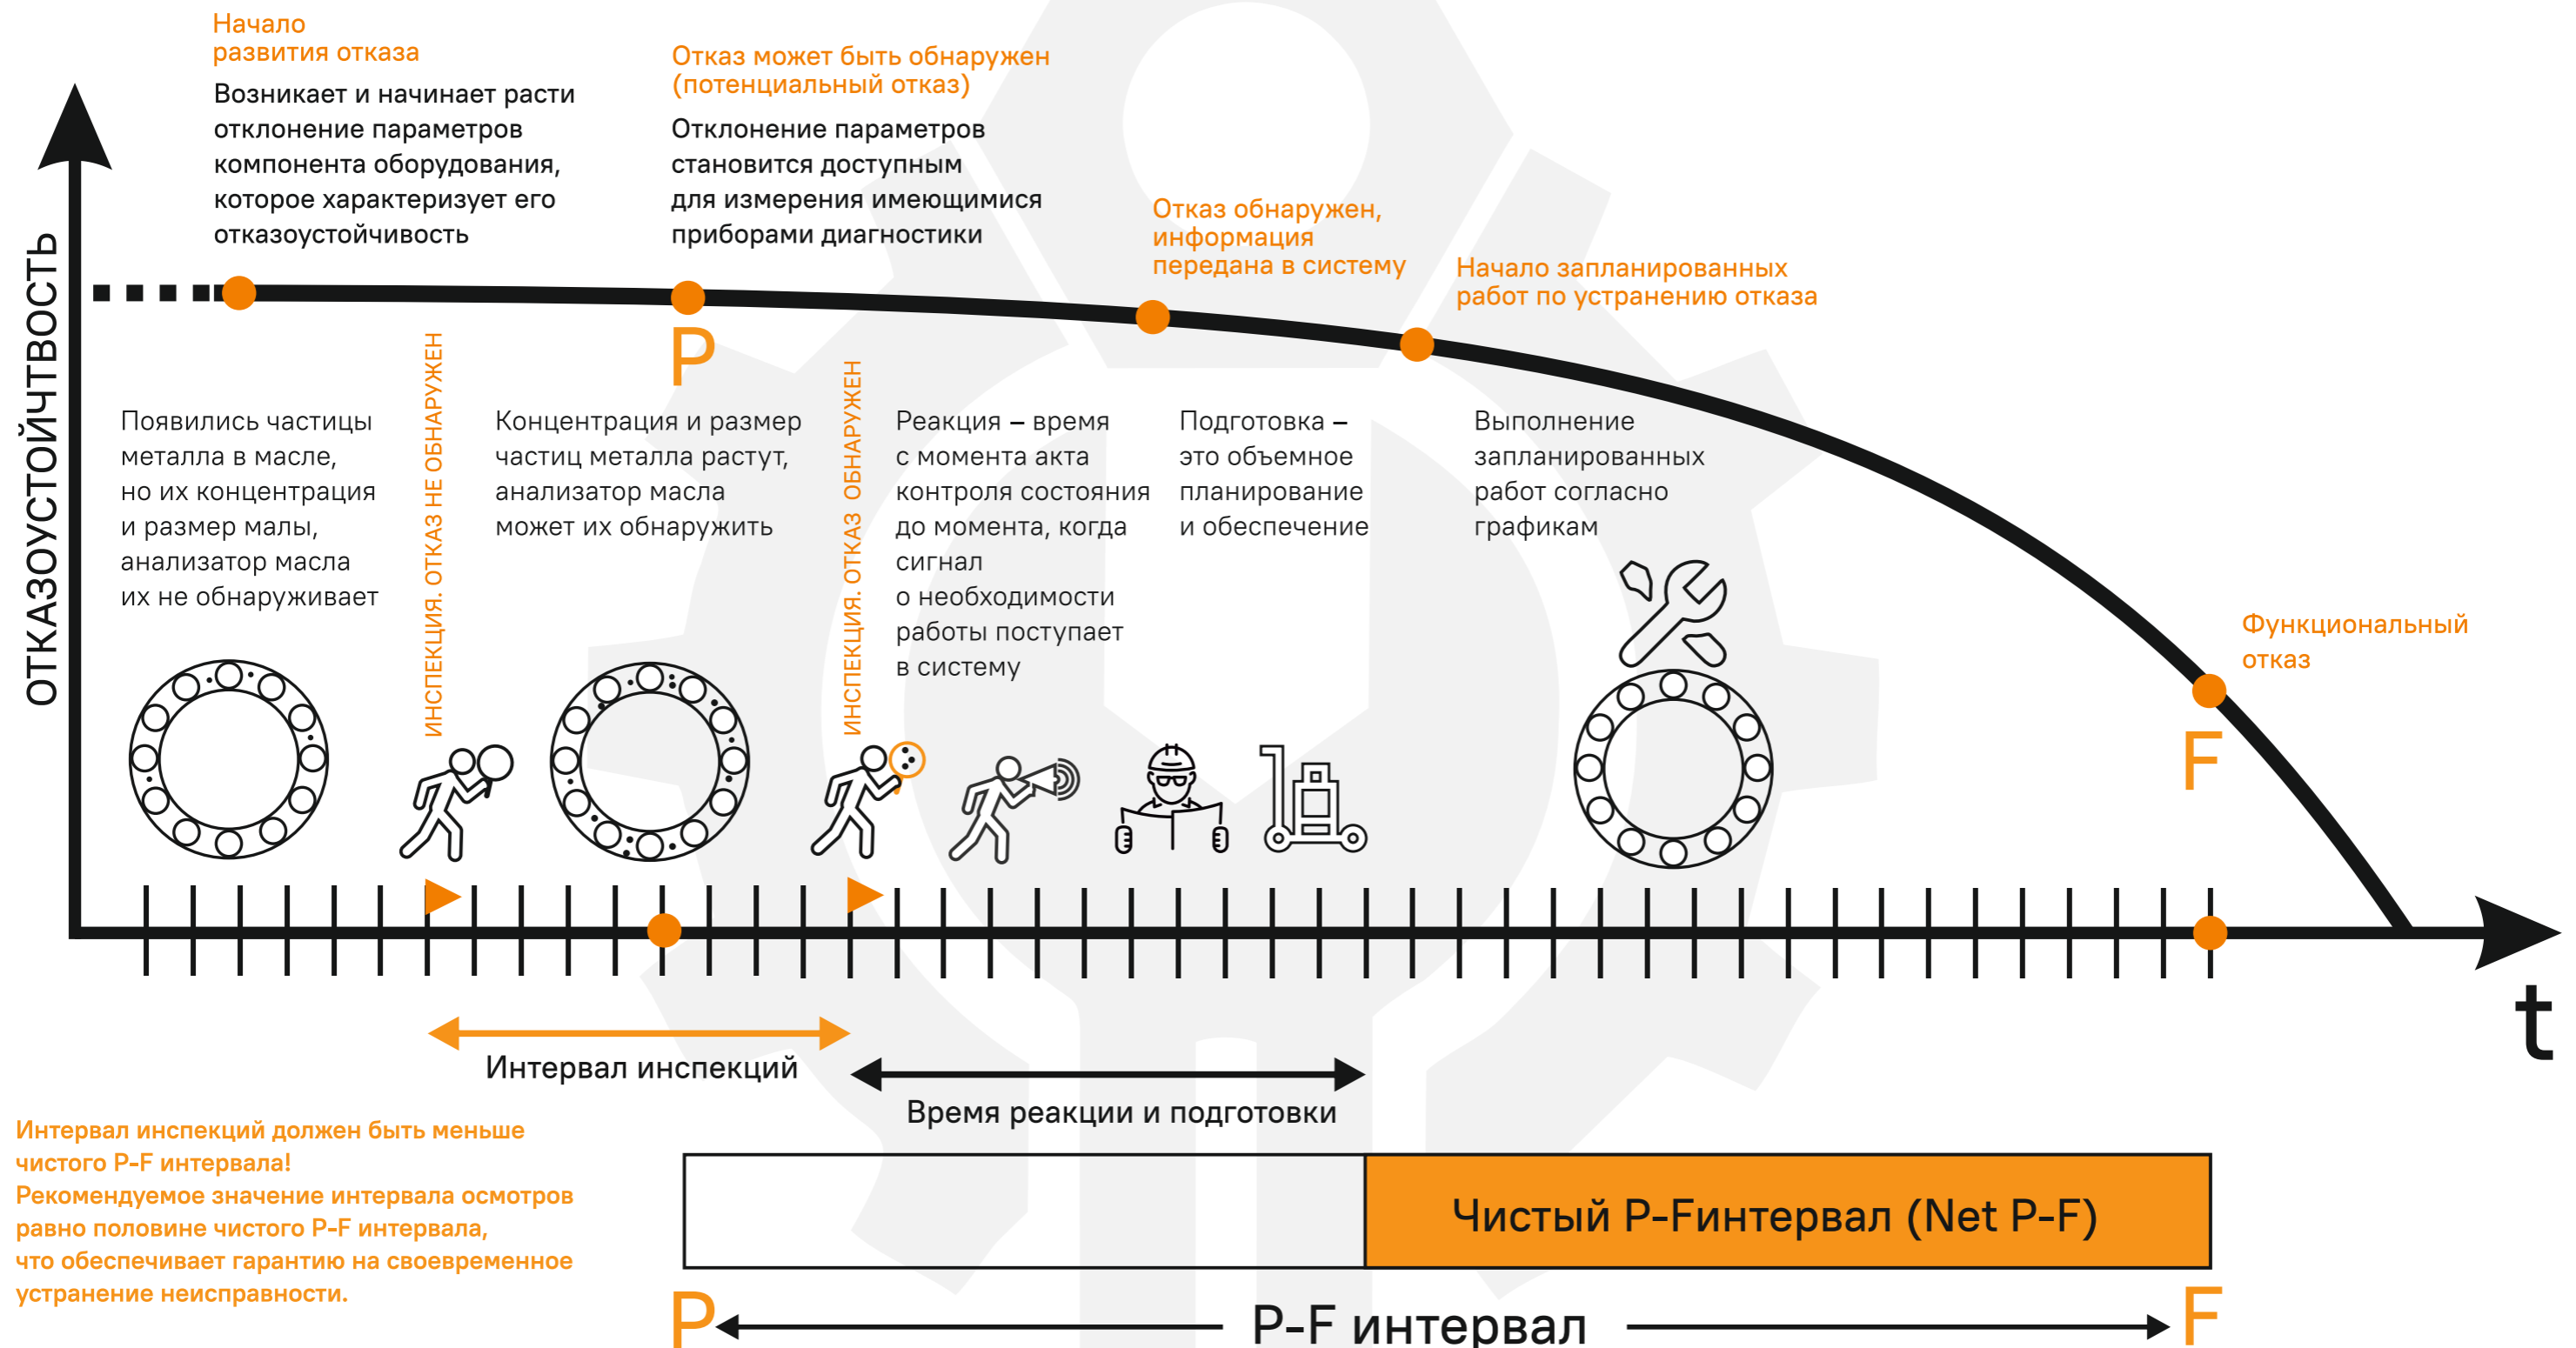 Начало
развития отказа
Возникает и начинает расти
отклонение параметров
компонента оборудования,
которое характеризует его
отказоустойчивость
Отказ может быть обнаружен
(потенциальный отказ)
Отклонение параметров
становится доступным
для измерения имеющимися
приборами диагностики
Отказ обнаружен,
информация
передана в систему
Начало запланированных
работ по устранению отказа
ОТКАЗОУСТОЙЧТВОСТЬ
P
Появились частицы
металла в масле,
но их концентрация
и размер малы,
анализатор масла
их не обнаруживает
ИНСПЕКЦИЯ. ОТКАЗ НЕ ОБНАРУЖЕН
Концентрация и размер
частиц металла растут,
анализатор масла
может их обнаружить
ИНСПЕКЦИЯ. ОТКАЗ ОБНАРУЖЕН
Реакция – время
с момента акта
контроля состояния
до момента, когда
сигнал
о необходимости
работы поступает
в систему
Подготовка –
это объемное
планирование
и обеспечение
Выполнение
запланированных
работ согласно
графикам
Функциональный
отказ
F
t
Интервал инспекций
Время реакции и подготовки
Интервал инспекций должен быть меньше
чистого P-F интервала!
Рекомендуемое значение интервала осмотров
равно половине чистого P-F интервала,
что обеспечивает гарантию на своевременное
устранение неисправности.
Чистый P-Fинтервал (Net P-F)
P
P-F интервал
F